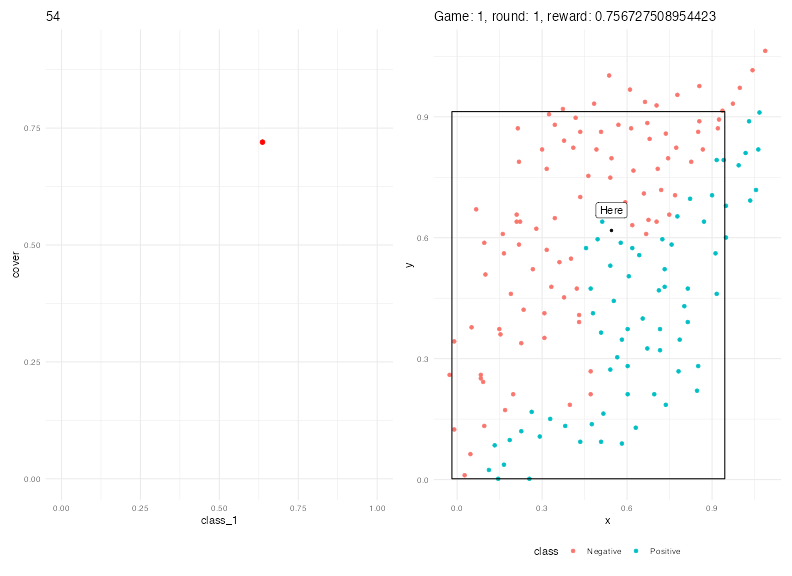 54
cover
0.75
0.50
0.25
0.00
0.00 0.25 0.50 0.75 1.00
class_1
Game: 1, round: 1, reward: 0.756727508954423
y
0.9
0.6
0.3
0.0
Here
0.0 0.3 0.6 0.9
x
class Negative Positive